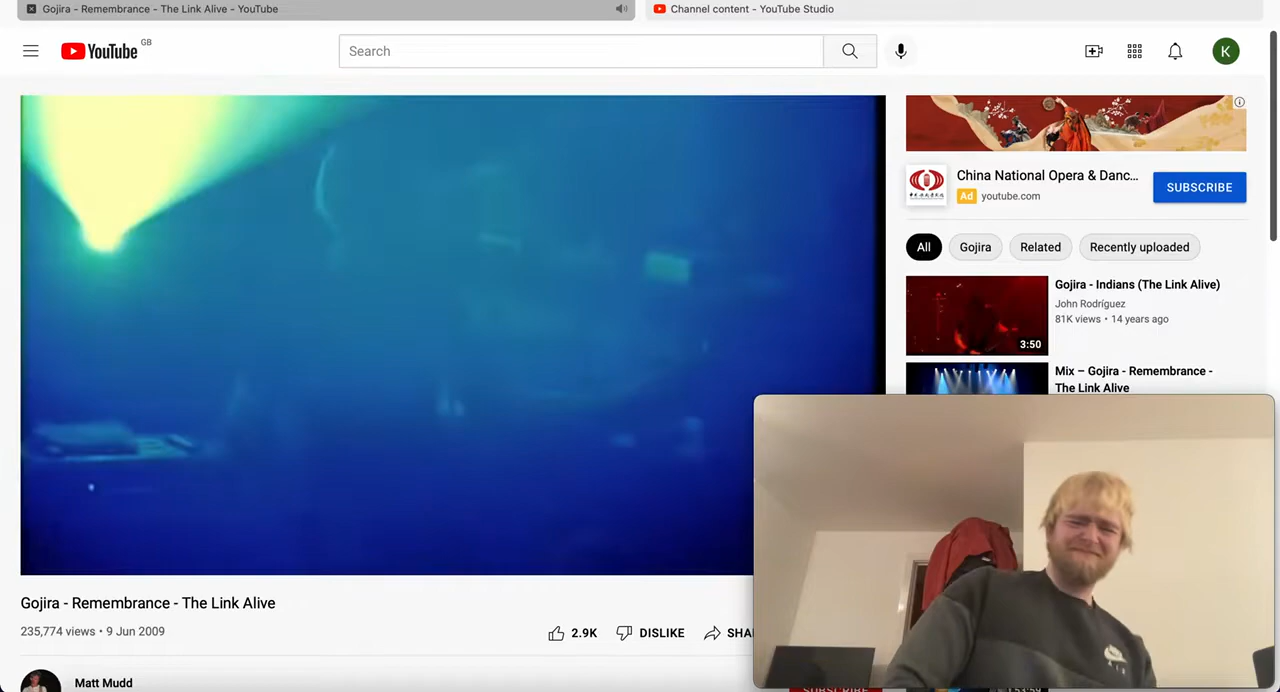 Gojira - Remembrance - The Link Alive - YouTube
Channel content - YouTube Studio
YouTube GB
Search
K
China National Opera & Danc...
Ad youtube.com
SUBSCRIBE
All
Gojira
Related
Recently uploaded
Gojira - Indians (The Link Alive)
John Rodríguez
81K views • 14 years ago
3:50
Mix – Gojira - Remembrance -
The Link Alive
Gojira - Remembrance - The Link Alive
235,774 views • 9 Jun 2009
2.9K
DISLIKE
SHA
Matt Mudd